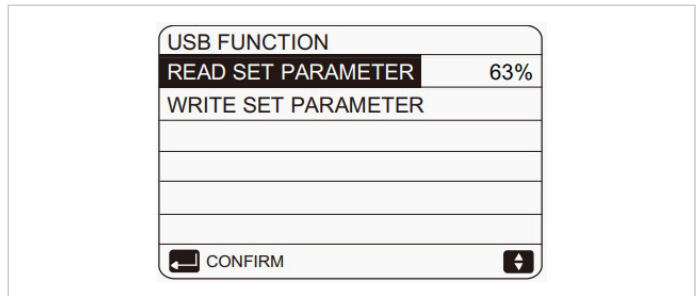 USB FUNCTION
READ SET PARAMETER 63%
WRITE SET PARAMETER
CONFIRM